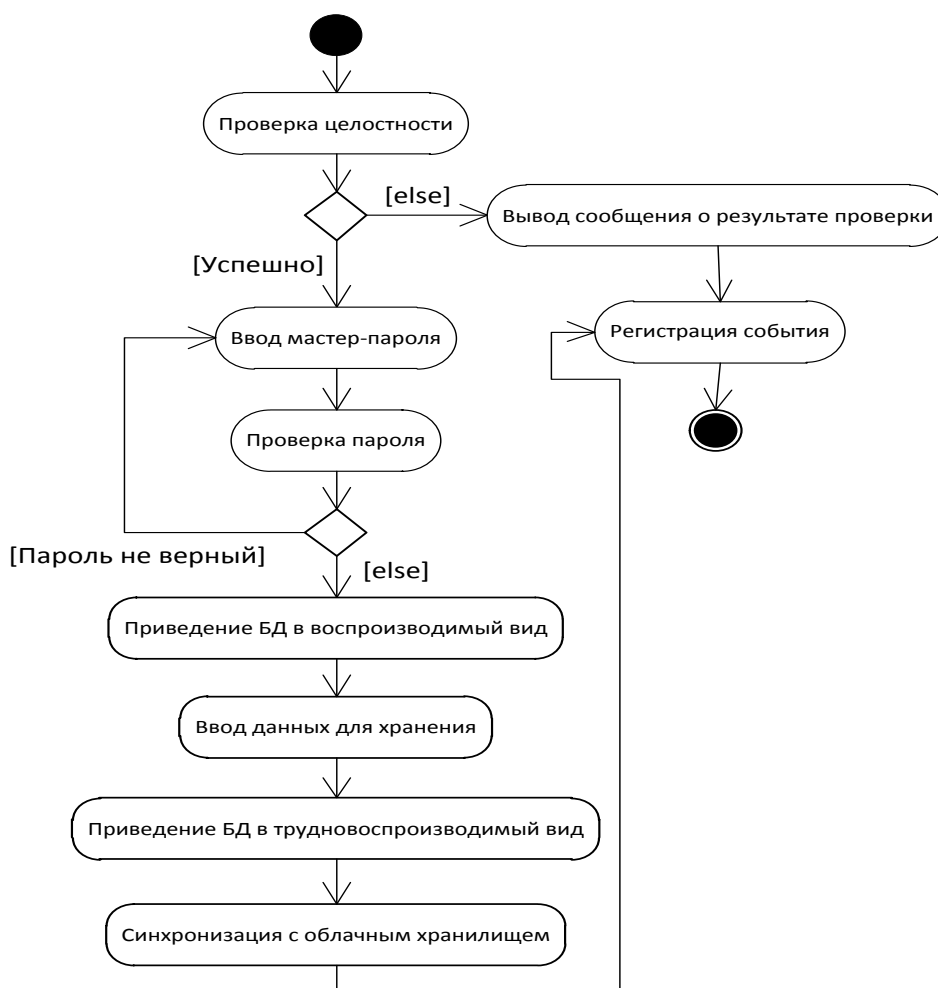 Проверка целостности
[else]
Вывод сообщения о результате проверки
[Успешно]
Ввод мастер-пароля
Регистрация события
Проверка пароля
[Пароль не верный]
[else]
Приведение БД в воспроизводимый вид
Ввод данных для хранения
Приведение БД в трудновоспроизводимый вид
Синхронизация с облачным хранилищем